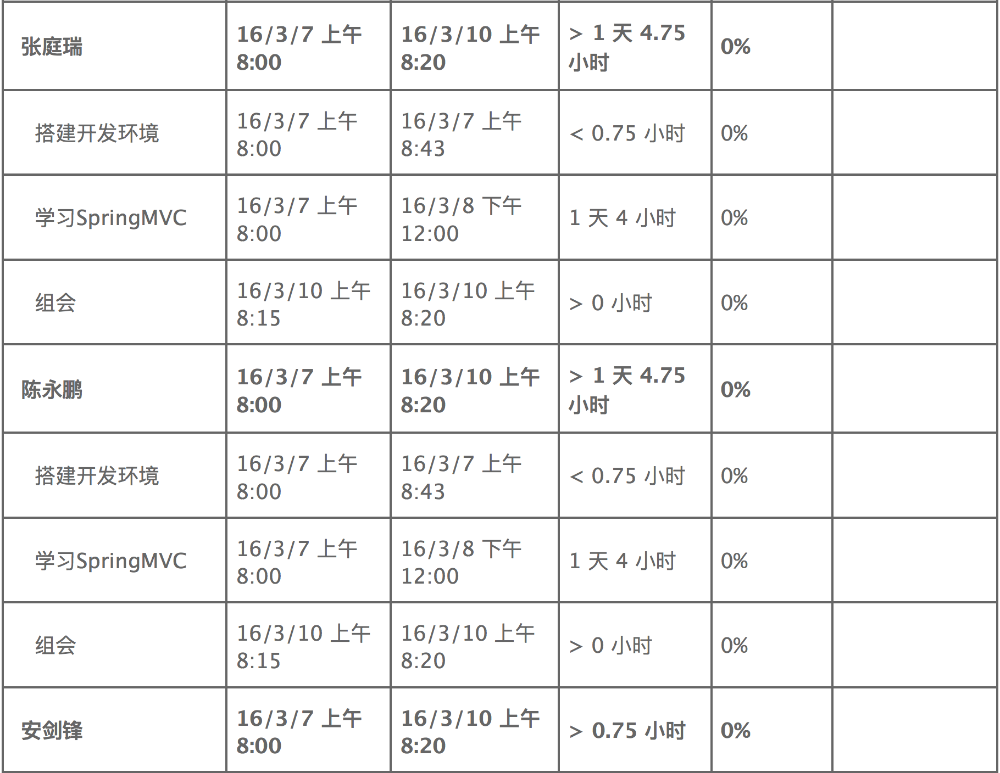 张庭瑞
16/3/7 上午
8:00
16/3/10 上午
8:20
> 1 天 4.75
小时
0%
搭建开发环境
16/3/7 上午
8:00
16/3/7 上午
8:43
< 0.75 小时
0%
学习SpringMVC
16/3/7 上午
8:00
16/3/8 下午
12:00
1 天 4 小时
0%
组会
16/3/10 上午
8:15
16/3/10 上午
8:20
> 0 小时
0%
陈永鹏
16/3/7 上午
8:00
16/3/10 上午
8:20
> 1 天 4.75
小时
0%
搭建开发环境
16/3/7 上午
8:00
16/3/7 上午
8:43
< 0.75 小时
0%
学习SpringMVC
16/3/7 上午
8:00
16/3/8 下午
12:00
1 天 4 小时
0%
组会
16/3/10 上午
8:15
16/3/10 上午
8:20
> 0 小时
0%
安剑锋
16/3/7 上午
8:00
16/3/10 上午
8:20
> 0.75 小时
0%